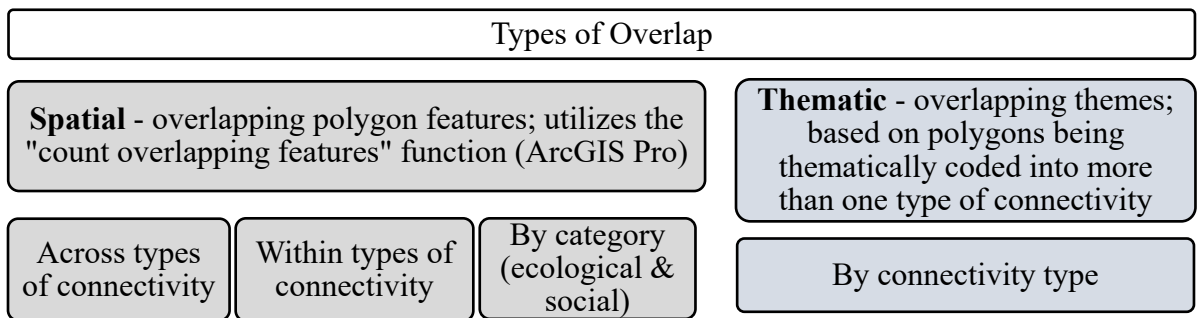 Types of Overlap
Spatial - overlapping polygon features; utilizes the
"count overlapping features" function (ArcGIS Pro)
Thematic - overlapping themes;
based on polygons being
thematically coded into more
than one type of connectivity
Across types
of connectivity
Within types of
connectivity
By category
(ecological &
social)
By connectivity type